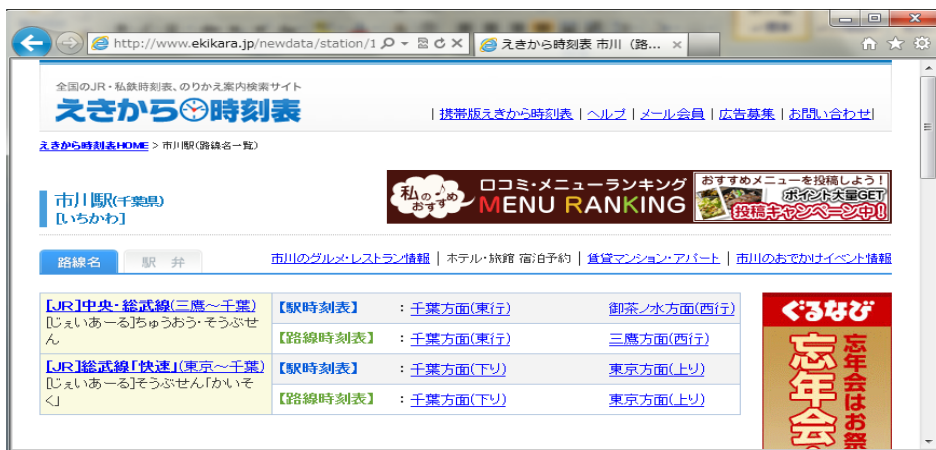 http://www.ekikara.jp/newdata/station/1
えきから時刻表 市川（路...
全国のJR・私鉄時刻表、のりかえ案内検索サイト
えきから時刻表
|携帯版えきから時刻表|ヘルプ|メール会員|広告募集|お問い合わせ|
えきから時刻表HOME > 市川駅(路線名一覧)
市川駅(千葉県)
[いちかわ]
私のおすすめ
口コミ・メニューランキング
MENU RANKING
おすすめメニューを投稿しよう!
ポイント大量GET
投稿キャンペーン中!
路線名 駅 弁
市川のグルメ・レストラン情報 | ホテル・旅館 宿泊予約 | 賃貸マンション・アパート | 市川のおでかけイベント情報
[JR]中央・総武線(三鷹～千葉)
[じぇいあーる]ちゅうおう・そうぶせ
ん
【駅時刻表】 : 千葉方面(東行) 御茶ノ水方面(西行)
【路線時刻表】 : 千葉方面(東行) 三鷹方面(西行)
[JR]総武線「快速」(東京～千葉)
[じぇいあーる]そうぶせん「かいそ
く」
【駅時刻表】 : 千葉方面(下り) 東京方面(上り)
【路線時刻表】 : 千葉方面(下り) 東京方面(上り)
ぐるなび
忘年会
忘年会はお祭